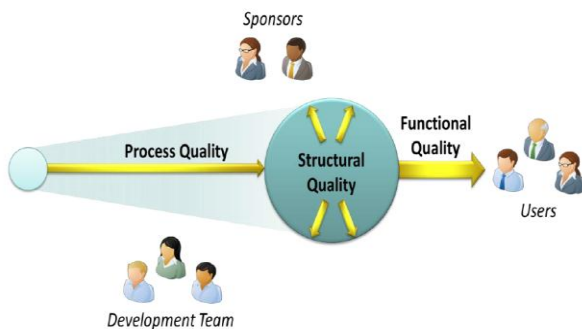 Sponsors
Process Quality
Structural
Quality
Functional
Quality
Users
Development Team